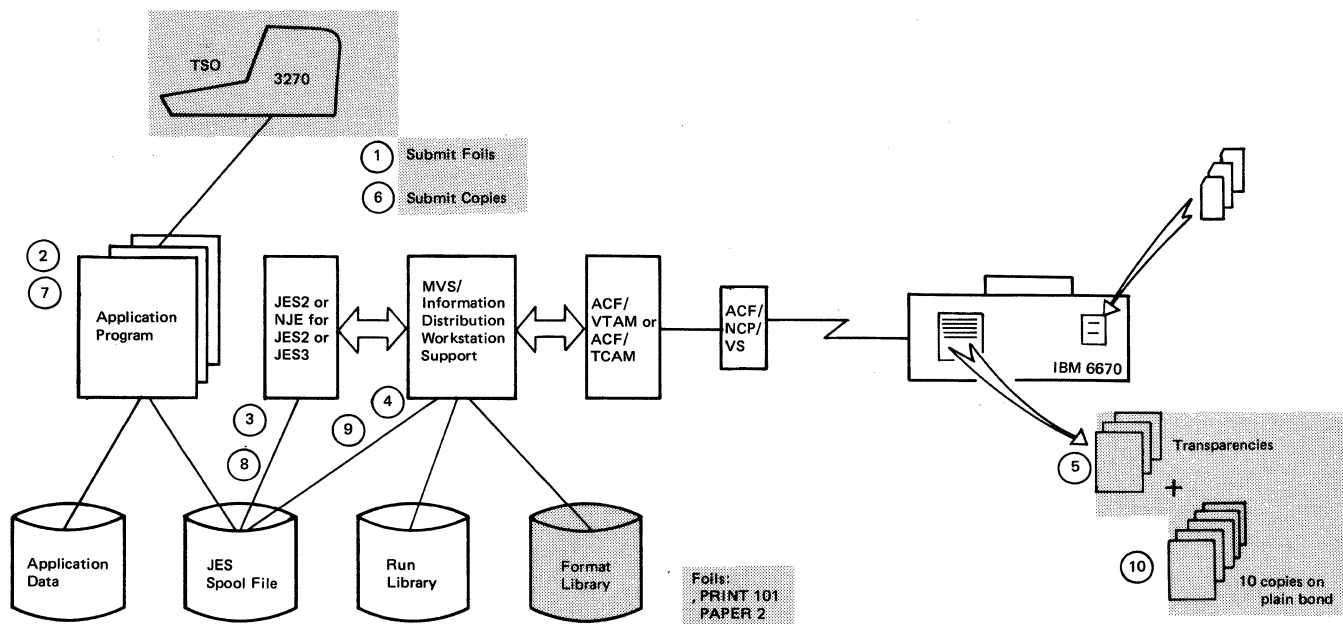 TSO
3270
1 Submit Foils
6 Submit Copies
2
7
Application
Program
JES2 or
NJE for
JES2 or
JES3
MVS/
Information
Distribution
Workstation
Support
ACF/
VTAM or
ACF/
TCAM
ACF/
NCP/
VS
IBM 6670
3
8
9
4
5
Transparencies
+
10
10 copies on
plain bond
Application
Data
JES
Spool File
Run
Library
Format
Library
Foils:
, PRINT 101
PAPER 2